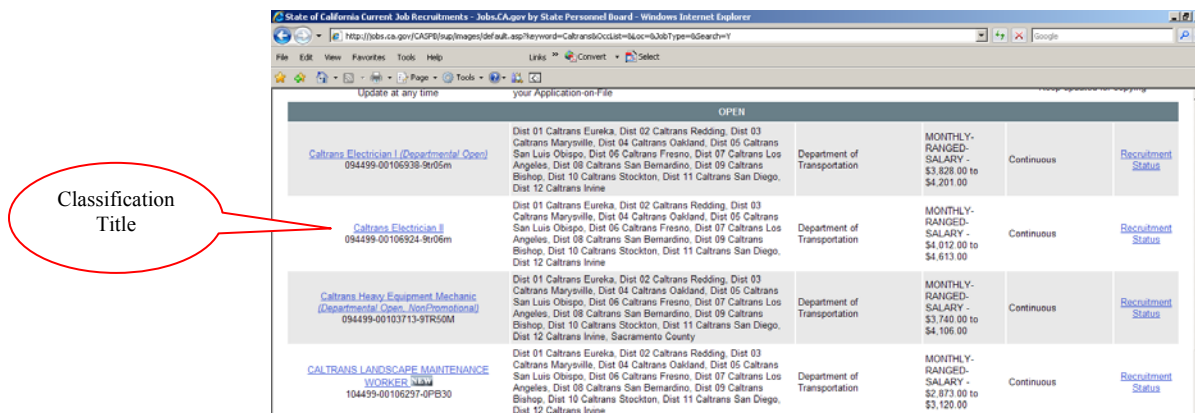 State of California Current Job Recruitments - Jobs.CA.gov by State Personnel Board - Windows Internet Explorer
http://jobs.ca.gov/CASPB/sup/images/default.asp?keyword=Caltrans&OccList=&Loc=&JobType=&Search=Y
Google
File Edit View Favorites Tools Help Links » Convert Select
Page Tools
Update at any time your Application-on-File
OPEN
Caltrans Electrician I (Departmental Open)
094499-00106938-9tr05m
Dist 01 Caltrans Eureka, Dist 02 Caltrans Redding, Dist 03
Caltrans Marysville, Dist 04 Caltrans Oakland, Dist 05 Caltrans
San Luis Obispo, Dist 06 Caltrans Fresno, Dist 07 Caltrans Los
Angeles, Dist 08 Caltrans San Bernardino, Dist 09 Caltrans
Bishop, Dist 10 Caltrans Stockton, Dist 11 Caltrans San Diego,
Dist 12 Caltrans Irvine
Department of
Transportation
MONTHLY-
RANGED-
SALARY -
$3,828.00 to
$4,201.00
Continuous
Recruitment
Status
Classification
Title
Caltrans Electrician II
094499-00106924-9tr06m
Dist 01 Caltrans Eureka, Dist 02 Caltrans Redding, Dist 03
Caltrans Marysville, Dist 04 Caltrans Oakland, Dist 05 Caltrans
San Luis Obispo, Dist 06 Caltrans Fresno, Dist 07 Caltrans Los
Angeles, Dist 08 Caltrans San Bernardino, Dist 09 Caltrans
Bishop, Dist 10 Caltrans Stockton, Dist 11 Caltrans San Diego,
Dist 12 Caltrans Irvine
Department of
Transportation
MONTHLY-
RANGED-
SALARY -
$4,012.00 to
$4,613.00
Continuous
Recruitment
Status
Caltrans Heavy Equipment Mechanic
(Departmental Open, NonPromotional)
094499-00103713-9TR50M
Dist 01 Caltrans Eureka, Dist 02 Caltrans Redding, Dist 03
Caltrans Marysville, Dist 04 Caltrans Oakland, Dist 05 Caltrans
San Luis Obispo, Dist 06 Caltrans Fresno, Dist 07 Caltrans Los
Angeles, Dist 08 Caltrans San Bernardino, Dist 09 Caltrans
Bishop, Dist 10 Caltrans Stockton, Dist 11 Caltrans San Diego,
Dist 12 Caltrans Irvine, Sacramento County
Department of
Transportation
MONTHLY-
RANGED-
SALARY -
$3,740.00 to
$4,106.00
Continuous
Recruitment
Status
CALTRANS LANDSCAPE MAINTENANCE
WORKER NEW
104499-00106297-0PB30
Dist 01 Caltrans Eureka, Dist 02 Caltrans Redding, Dist 03
Caltrans Marysville, Dist 04 Caltrans Oakland, Dist 05 Caltrans
San Luis Obispo, Dist 06 Caltrans Fresno, Dist 07 Caltrans Los
Angeles, Dist 08 Caltrans San Bernardino, Dist 09 Caltrans
Bishop, Dist 10 Caltrans Stockton, Dist 11 Caltrans San Diego,
Dist 12 Caltrans Irvine
Department of
Transportation
MONTHLY-
RANGED-
SALARY -
$2,873.00 to
$3,120.00
Continuous
Recruitment
Status